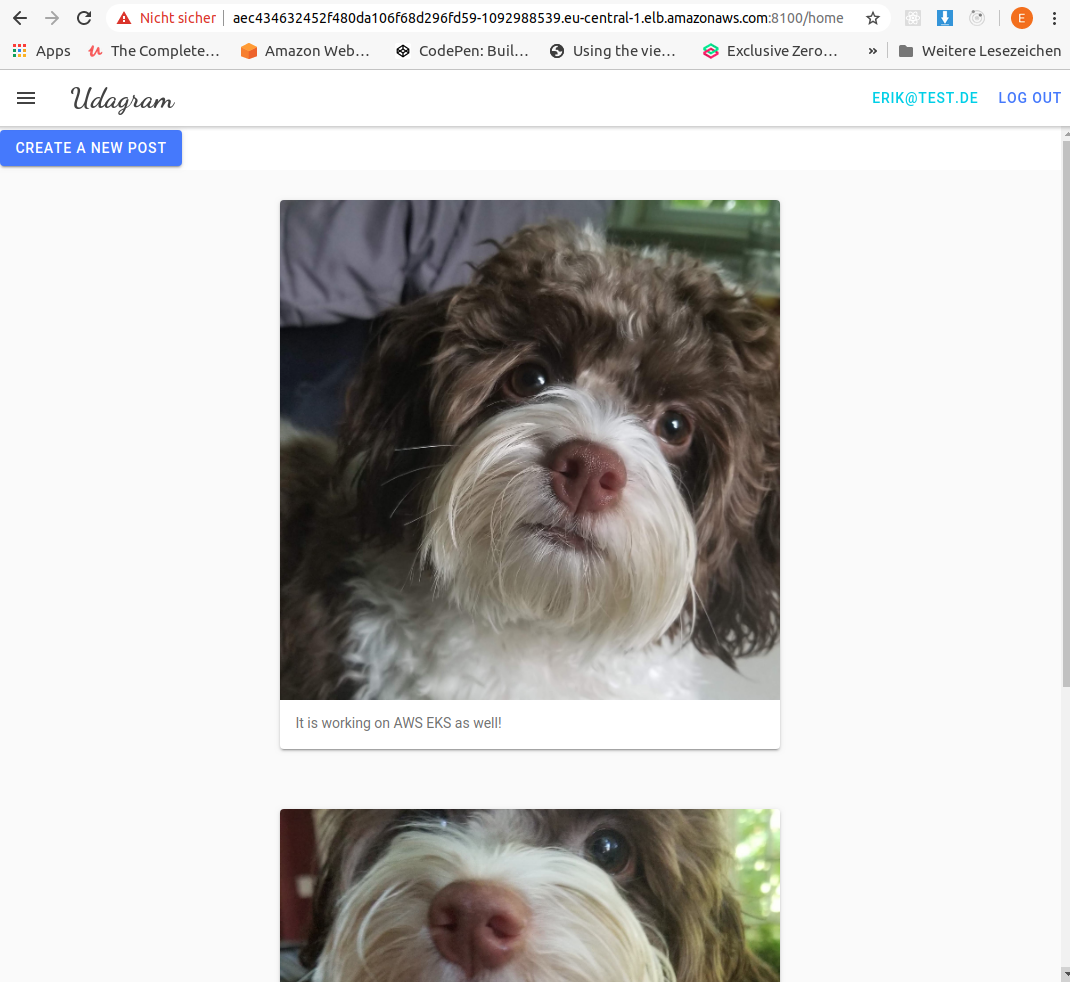 Nicht sicher aec434632452f480da106f68d296fd59-1092988539.eu-central-1.elb.amazonaws.com:8100/home E
Apps The Complete… Amazon Web… CodePen: Buil… Using the vie… Exclusive Zero… » Weitere Lesezeichen
Udagram ERIK@TEST.DE LOG OUT
CREATE A NEW POST
It is working on AWS EKS as well!